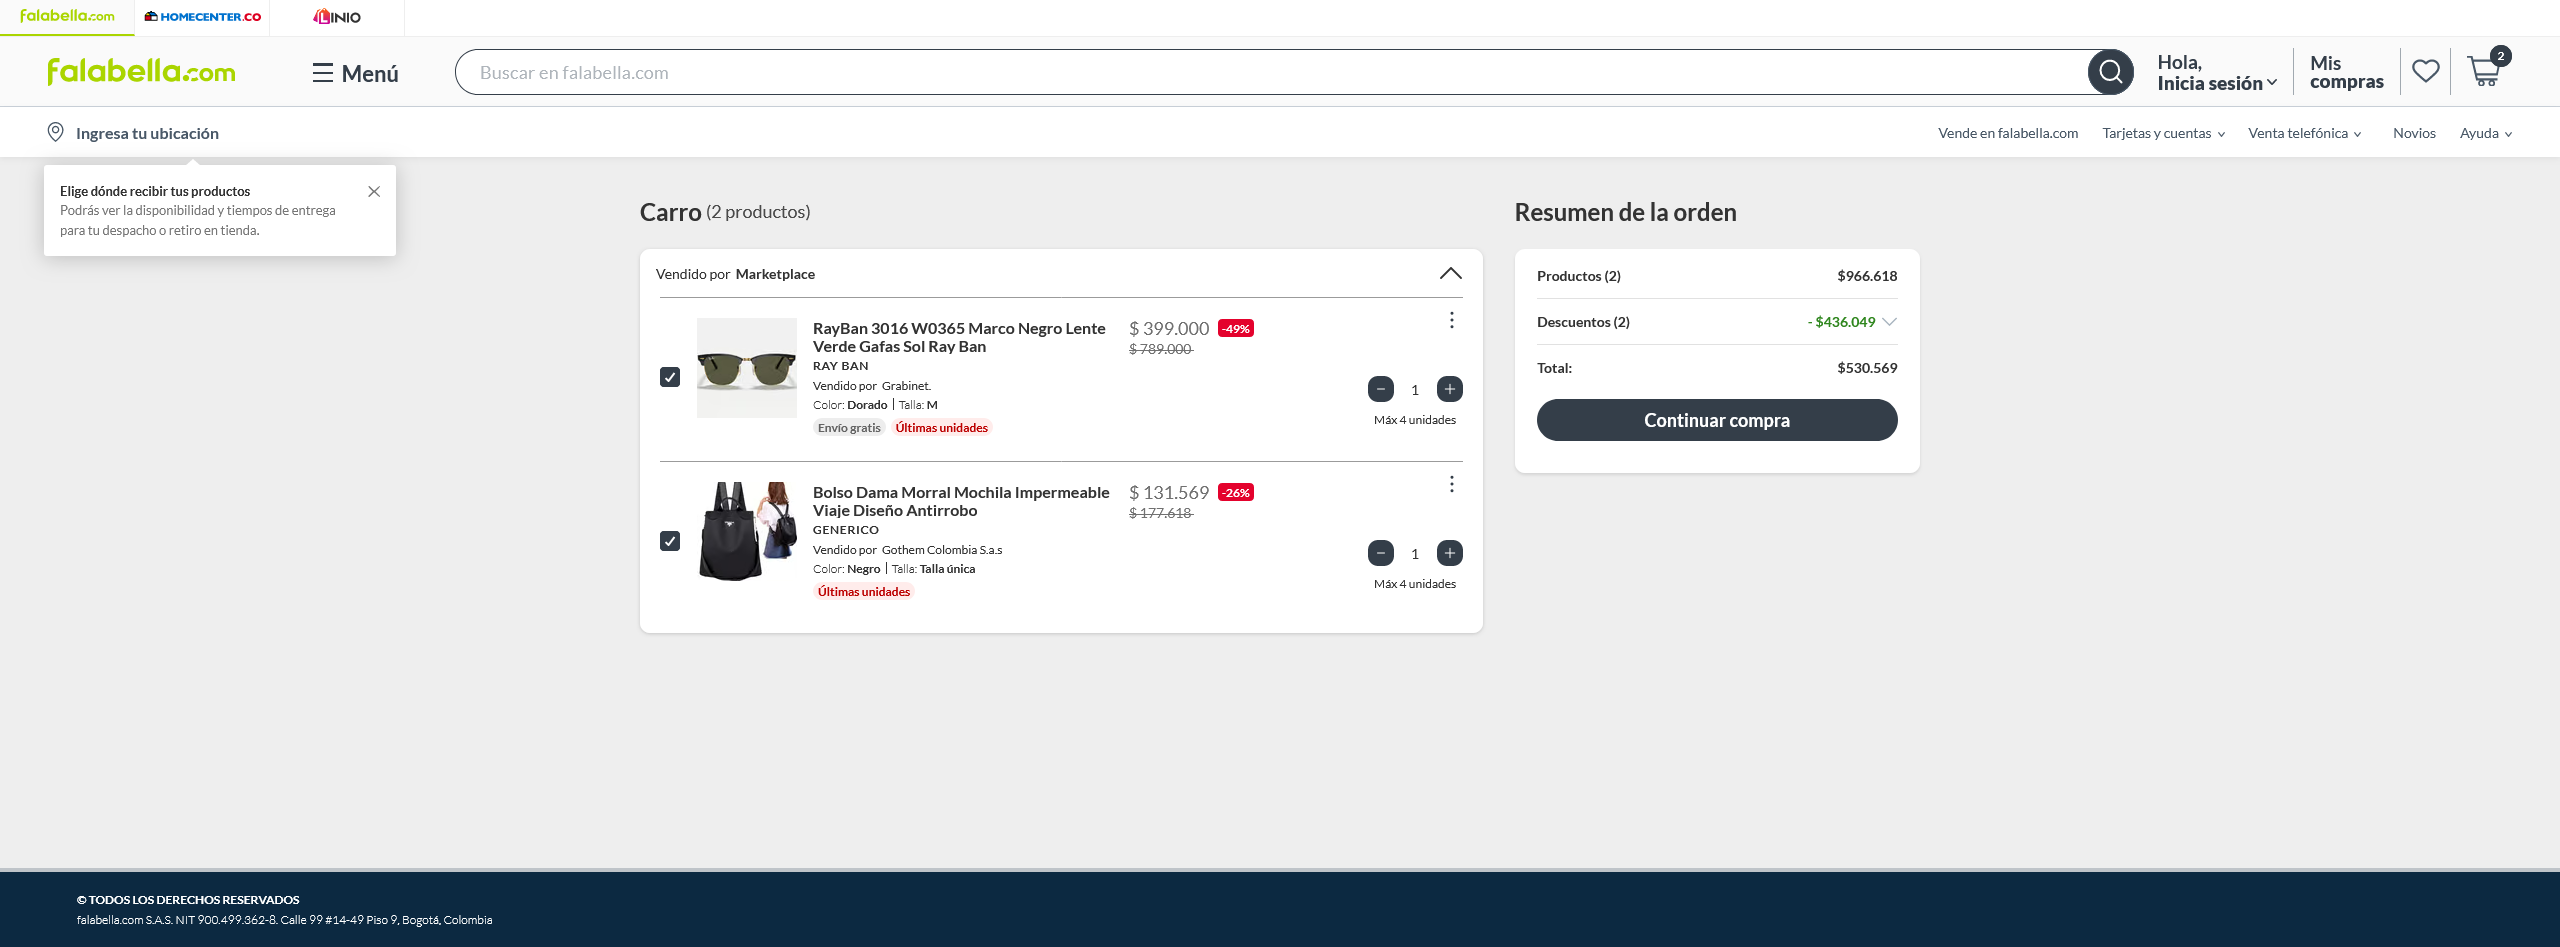 falabella.com
HOMECENTER.CO
LINIO
falabella.com
Menú
Buscar en falabella.com
Hola,
Inicia sesión
Mis
compras
2
Ingresa tu ubicación
Vende en falabella.com
Tarjetas y cuentas
Venta telefónica
Novios
Ayuda
Elige dónde recibir tus productos
Podrás ver la disponibilidad y tiempos de entrega
para tu despacho o retiro en tienda.
Carro (2 productos)
Vendido por Marketplace
RayBan 3016 W0365 Marco Negro Lente
Verde Gafas Sol Ray Ban
RAY BAN
Vendido por Grabinet.
Color: Dorado | Talla: M
Envío gratis Últimas unidades
$ 399.000 -49%
$ 789.000
1
Máx 4 unidades
Bolso Dama Morral Mochila Impermeable
Viaje Diseño Antirrobo
GENERICO
Vendido por Gothem Colombia S.a.s
Color: Negro | Talla: Talla única
Últimas unidades
$ 131.569 -26%
$ 177.618
1
Máx 4 unidades
Resumen de la orden
Productos (2) $966.618
Descuentos (2) - $436.049
Total: $530.569
Continuar compra
© TODOS LOS DERECHOS RESERVADOS
falabella.com S.A.S. NIT 900.499.362-8. Calle 99 #14-49 Piso 9, Bogotá, Colombia